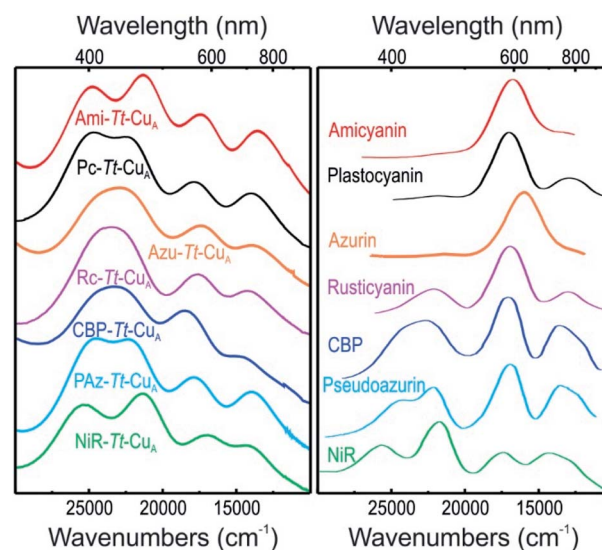 Wavelength (nm)
400 600 800
Ami-Tt-CuA
Pc-Tt-CuA
Azu-Tt-CuA
Rc-Tt-CuA
CBP-Tt-CuA
PAz-Tt-CuA
NiR-Tt-CuA
25000 20000 15000
Wavenumbers (cm⁻¹)
Wavelength (nm)
400 600 800
Amicyanin
Plastocyanin
Azurin
Rusticyanin
CBP
Pseudoazurin
NiR
25000 20000 15000
Wavenumbers (cm⁻¹)